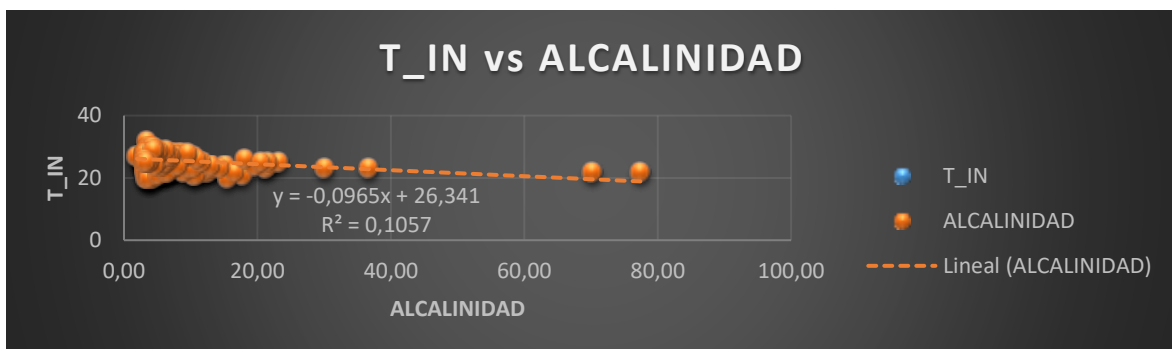 T_IN vs ALCALINIDAD
40
20
0
T_IN
y = -0,0965x + 26,341
R² = 0,1057
0,00 20,00 40,00 60,00 80,00 100,00
ALCALINIDAD
T_IN
ALCALINIDAD
Lineal (ALCALINIDAD)